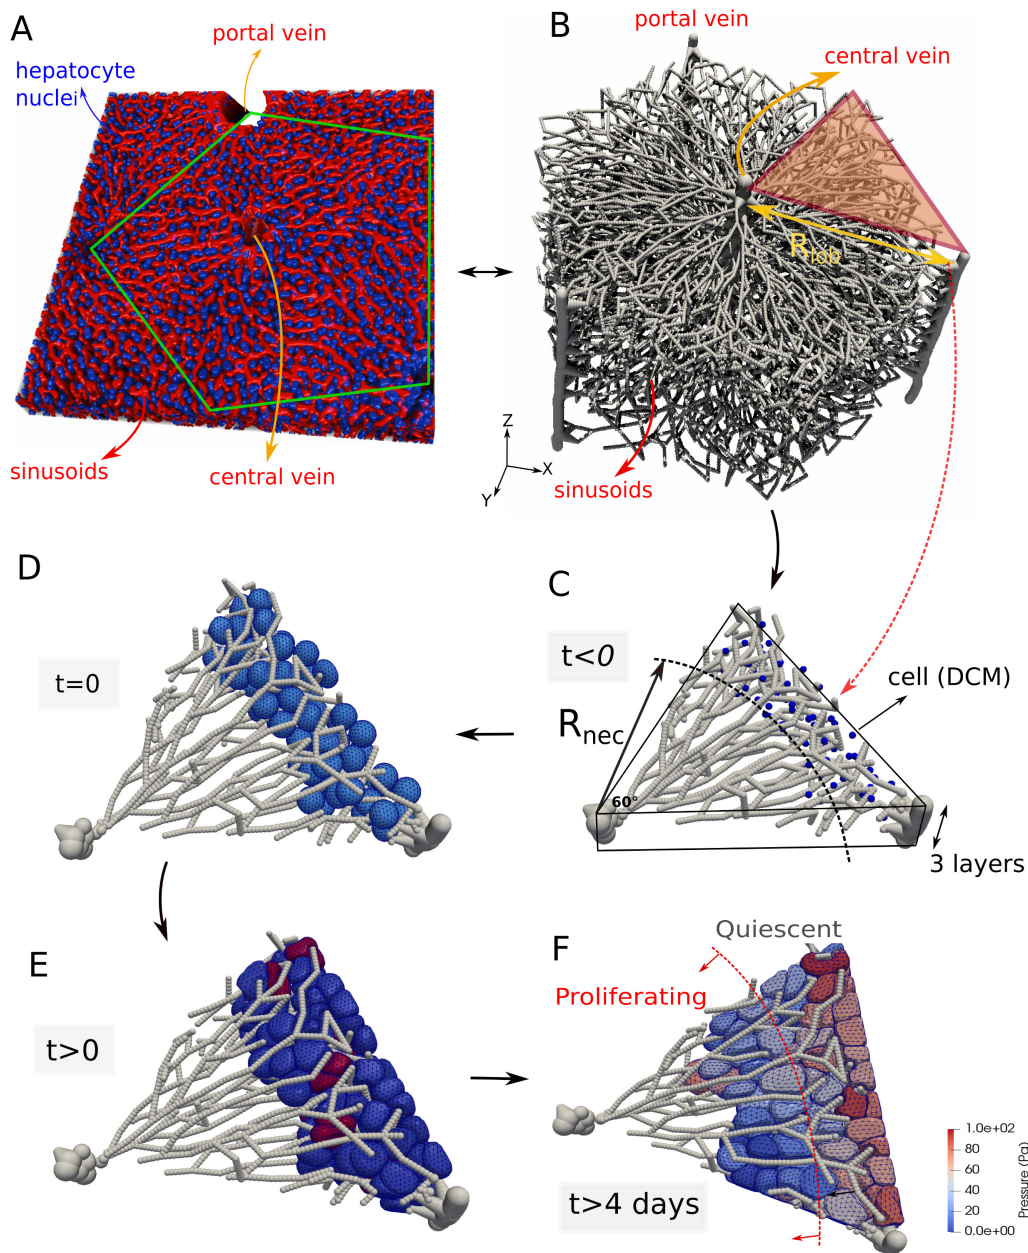 A
portal vein
hepatocyte
nuclei
sinusoids
central vein
B
portal vein
central vein
R_lob
Z
X
Y
sinusoids
D
t=0
C
t<0
R_nec
cell (DCM)
60°
3 layers
E
t>0
F
Quiescent
Proliferating
t>4 days
1.0e+02
80
60
40
20
0.0e+00
Pressure (Pa)